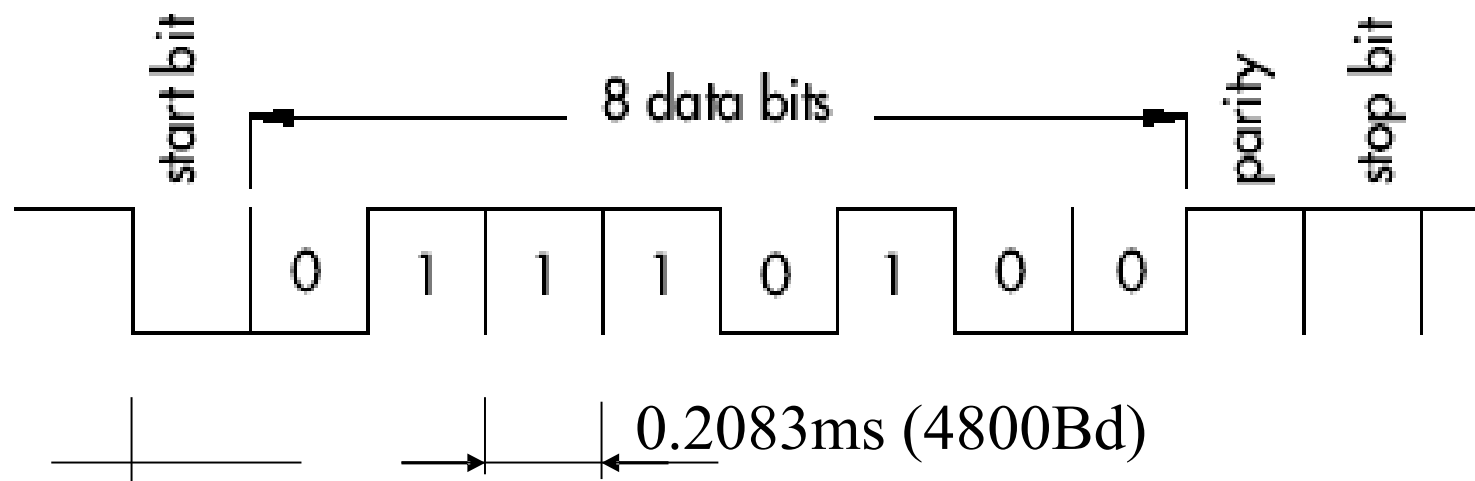 start bit
8 data bits
parity
stop bit
0 1 1 1 0 1 0 0
0.2083ms (4800Bd)